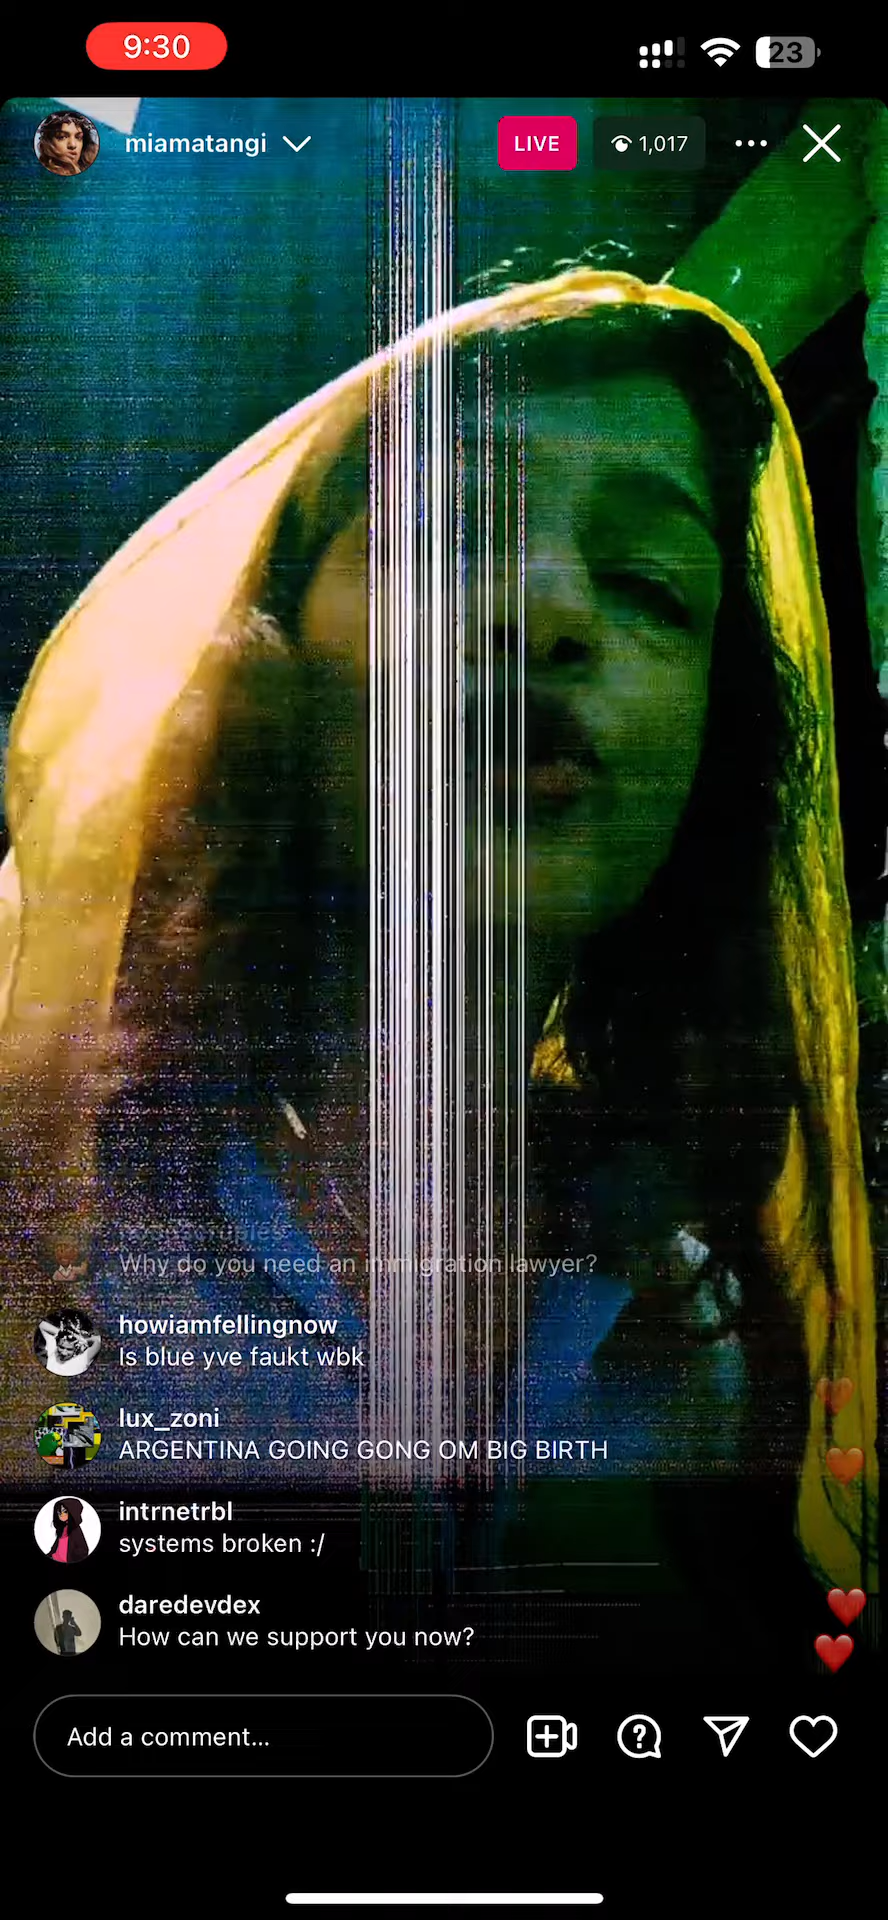 9:30
23
miamatangi
LIVE
1,017
Why do you need an immigration lawyer?
howiamfellingnow
Is blue yve faukt wbk
lux_zoni
ARGENTINA GOING GONG OM BIG BIRTH
intrnetrbl
systems broken :/
daredevdex
How can we support you now?
Add a comment...